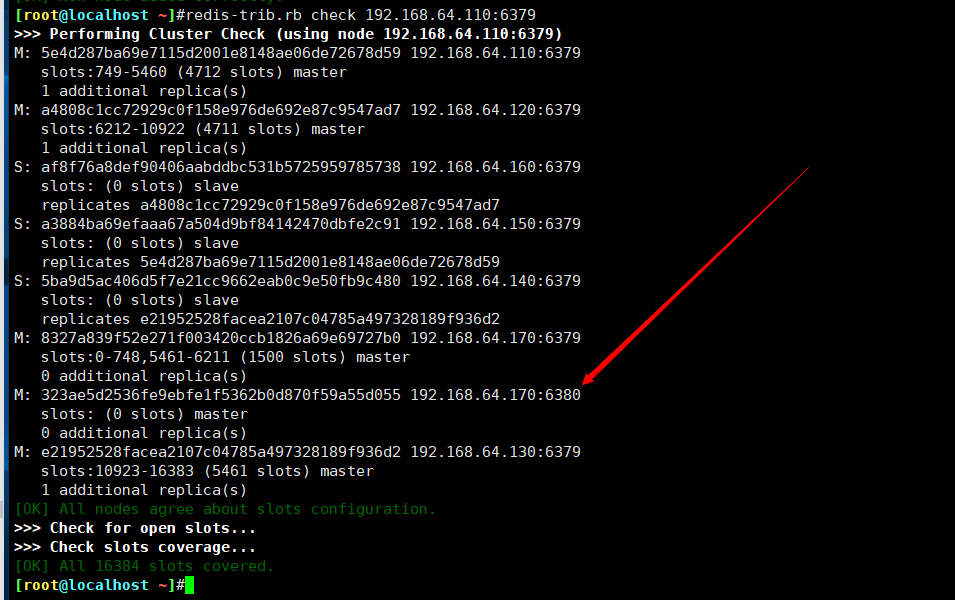 [root@localhost ~]#redis-trib.rb check 192.168.64.110:6379
>>> Performing Cluster Check (using node 192.168.64.110:6379)
M: 5e4d287ba69e7115d2001e8148ae06de72678d59 192.168.64.110:6379
slots:749-5460 (4712 slots) master
1 additional replica(s)
M: a4808c1cc72929c0f158e976de692e87c9547ad7 192.168.64.120:6379
slots:6212-10922 (4711 slots) master
1 additional replica(s)
S: af8f76a8def90406aabddbc531b5725959785738 192.168.64.160:6379
slots: (0 slots) slave
replicates a4808c1cc72929c0f158e976de692e87c9547ad7
S: a3884ba69efaaa67a504d9bf84142470dbfe2c91 192.168.64.150:6379
slots: (0 slots) slave
replicates 5e4d287ba69e7115d2001e8148ae06de72678d59
S: 5ba9d5ac406d5f7e21cc9662eab0c9e50fb9c480 192.168.64.140:6379
slots: (0 slots) slave
replicates e21952528facea2107c04785a497328189f936d2
M: 8327a839f52e271f003420ccb1826a69e69727b0 192.168.64.170:6379
slots:0-748,5461-6211 (1500 slots) master
0 additional replica(s)
M: 323ae5d2536fe9ebfe1f5362b0d870f59a55d055 192.168.64.170:6380
slots: (0 slots) master
0 additional replica(s)
M: e21952528facea2107c04785a497328189f936d2 192.168.64.130:6379
slots:10923-16383 (5461 slots) master
1 additional replica(s)
[OK] All nodes agree about slots configuration.
>>> Check for open slots...
>>> Check slots coverage...
[OK] All 16384 slots covered.
[root@localhost ~]#